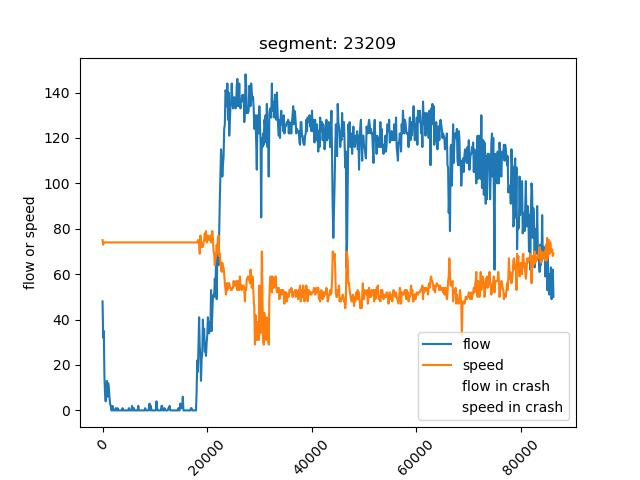 segment: 23209
140
120
100
80
60
40
20
0
flow or speed
0
20000
40000
60000
80000
flow
speed
flow in crash
speed in crash